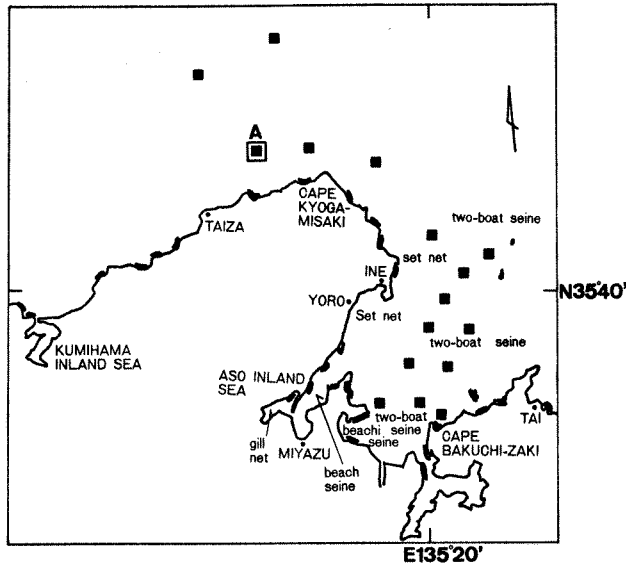 A
CAPE
KYOGA-
MISAKI
TAIZA
two-boat seine
set net
INE
N35°40'
YORO
Set net
KUMIHAMA
INLAND SEA
two-boat seine
ASO INLAND
SEA
TAI
two-boat
seine
beachi
seine
gill
net
MIYAZU
beach
seine
CAPE
BAKUCHI-ZAKI
E135°20'